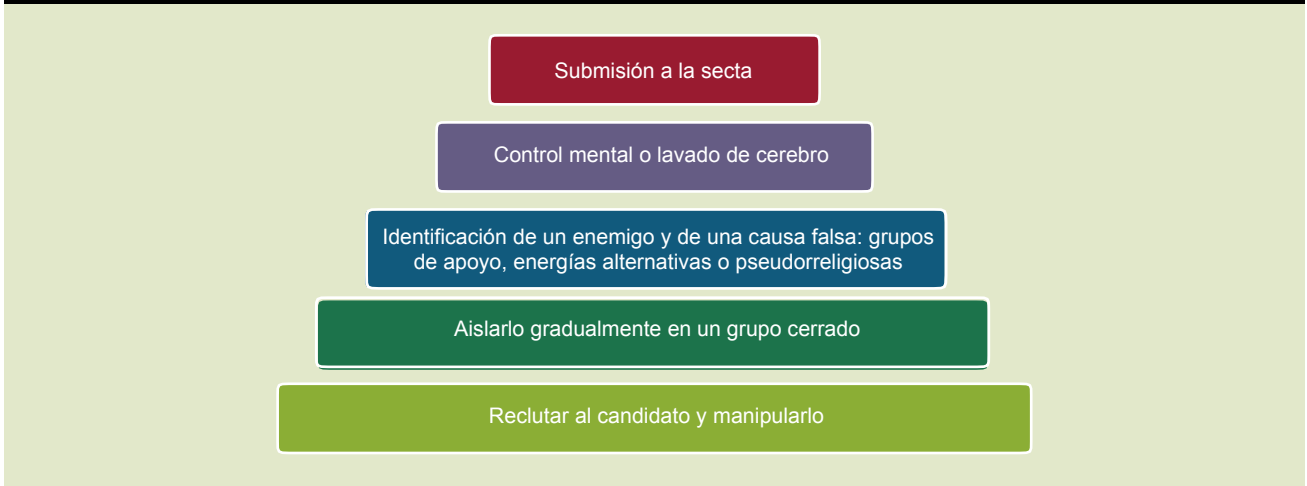 Submisión a la secta
Control mental o lavado de cerebro
Identificación de un enemigo y de una causa falsa: grupos
de apoyo, energías alternativas o pseudorreligiosas
Aislarlo gradualmente en un grupo cerrado
Reclutar al candidato y manipularlo